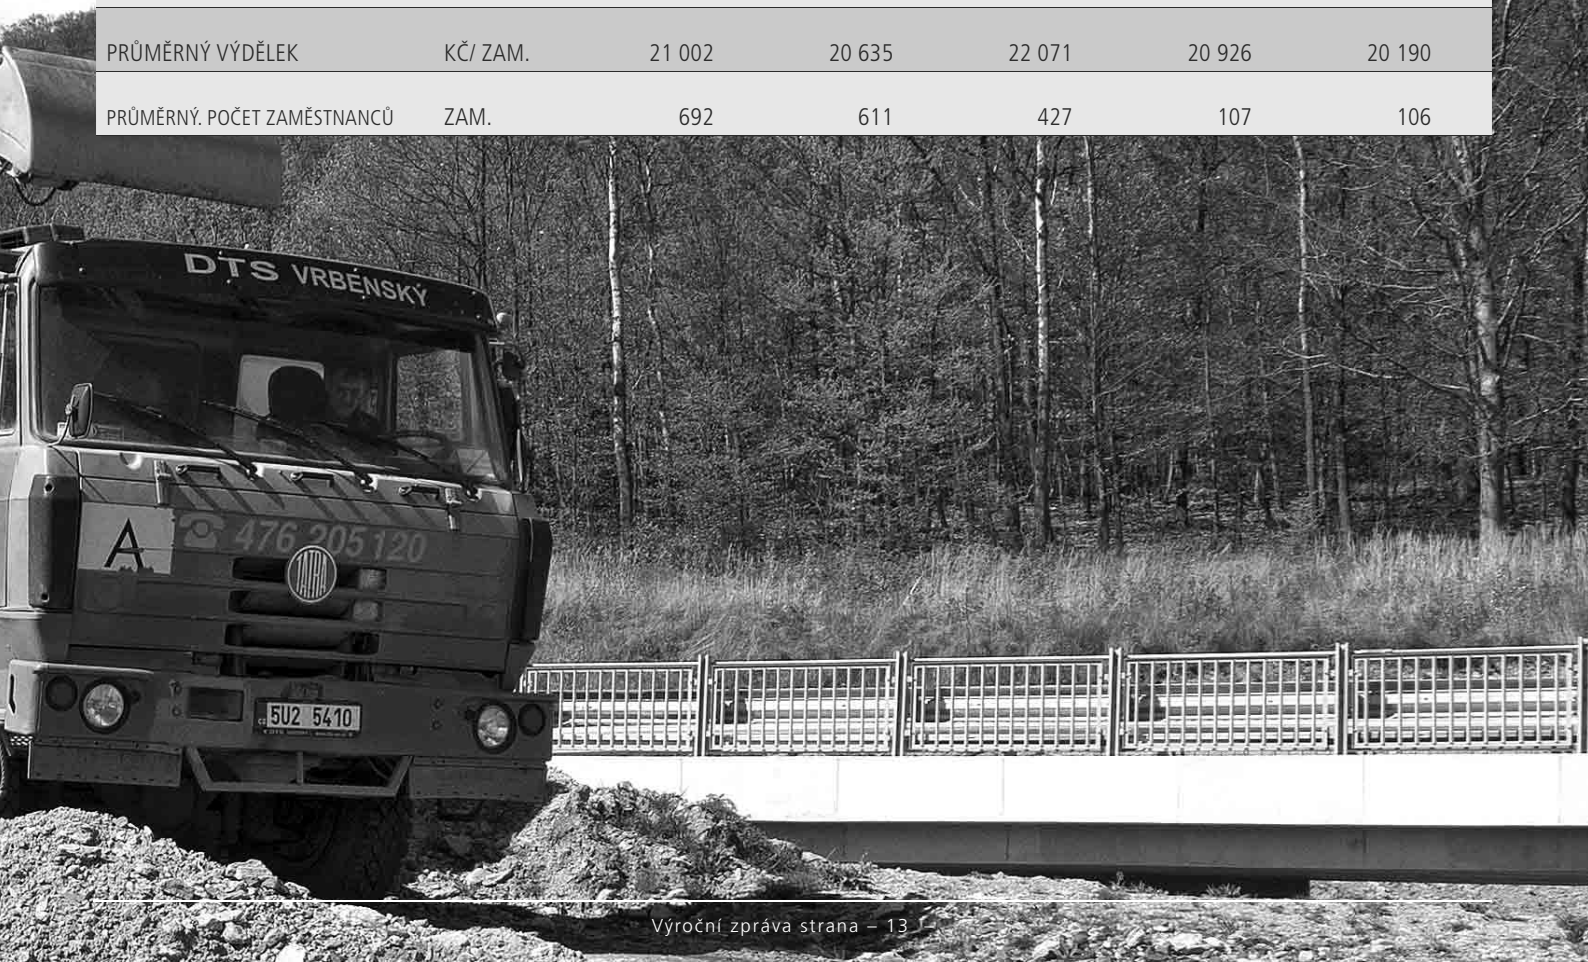 PRŮMĚRNÝ VÝDĚLEK KČ/ ZAM. 21 002 20 635 22 071 20 926 20 190
PRŮMĚRNÝ. POČET ZAMĚSTNANCŮ ZAM. 692 611 427 107 106
DTS VRBENSKÝ
A 476 205 120
TATRA
5U2 5410
Výroční zpráva strana – 13